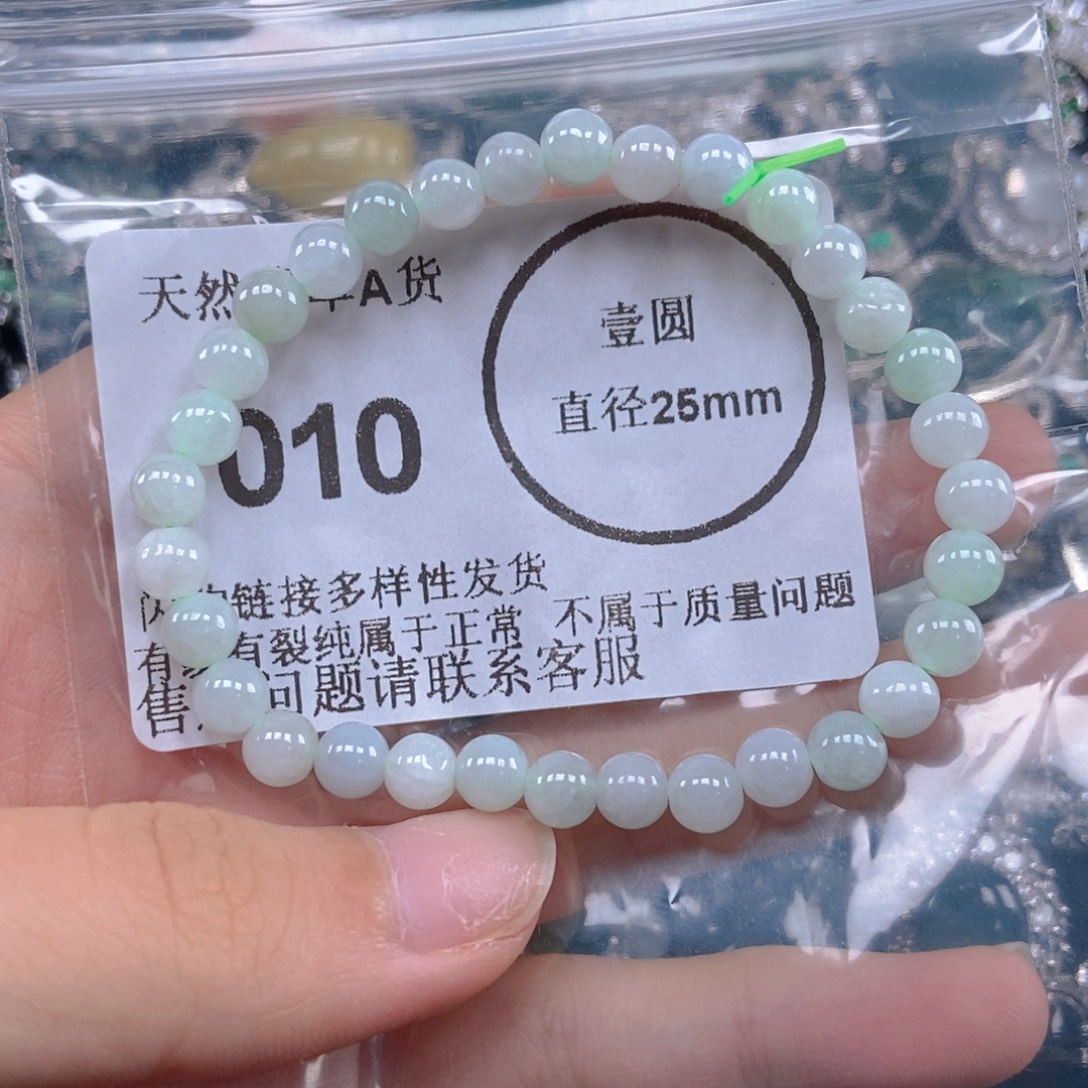 天然 A货
010
壹圆
直径25mm
链接多样性发货
有 有裂纯属于正常 不属于质量问题
售 问题请联系客服